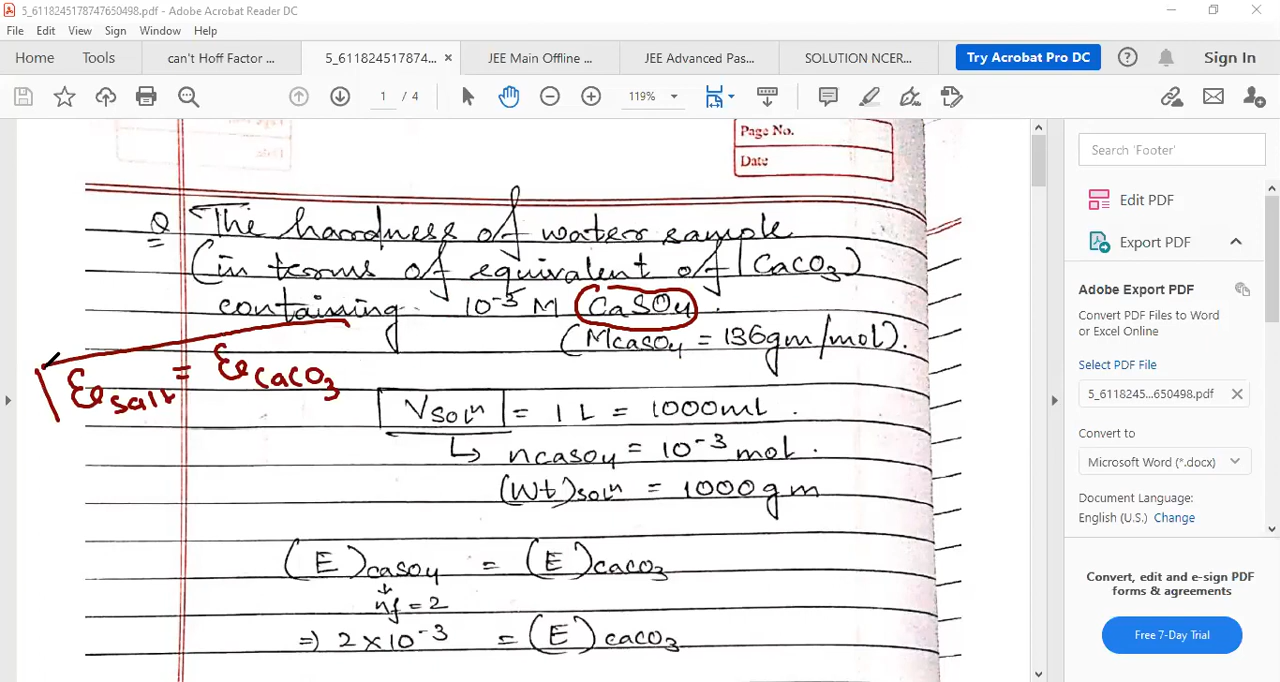 5_6118245178747650498.pdf - Adobe Acrobat Reader DC
File Edit View Sign Window Help
Home Tools can't Hoff Factor ... 5_611824517874... × JEE Main Offline ... JEE Advanced Pas... SOLUTION NCER... Try Acrobat Pro DC Sign In
1 / 4 119%
Page No.
Date
Q The hardness of water sample
(in terms of equivalent of CaCO3)
containing 10-3 M CaSO4.
(MCaSO4 = 136gm/mol).
Eesalt = EeCaCO3
Vsoln = 1 L = 1000ml.
ncaso4 = 10-3 mol.
(Wt)soln = 1000gm
(E)caso4 = (E)caco3
nf = 2
⇒ 2×10-3 = (E)caco3
Search 'Footer'
Edit PDF
Export PDF
Adobe Export PDF
Convert PDF Files to Word
or Excel Online
Select PDF File
5_6118245...650498.pdf ×
Convert to
Microsoft Word (*.docx)
Document Language:
English (U.S.) Change
Convert, edit and e-sign PDF
forms & agreements
Free 7-Day Trial